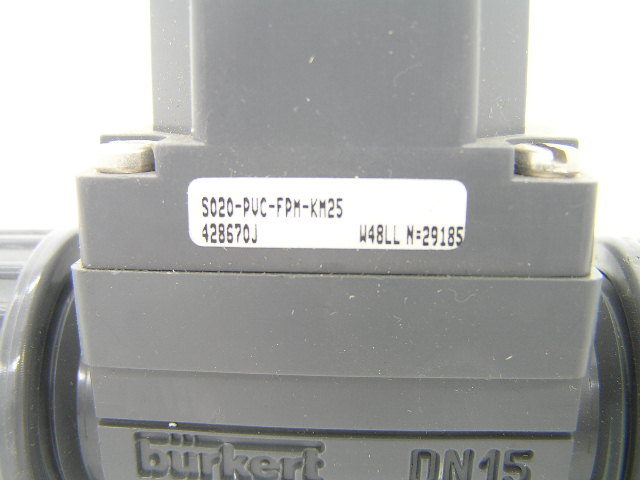 S020-PVC-FPM-KM25
428670J W48LL N=29185
bürkert DN15